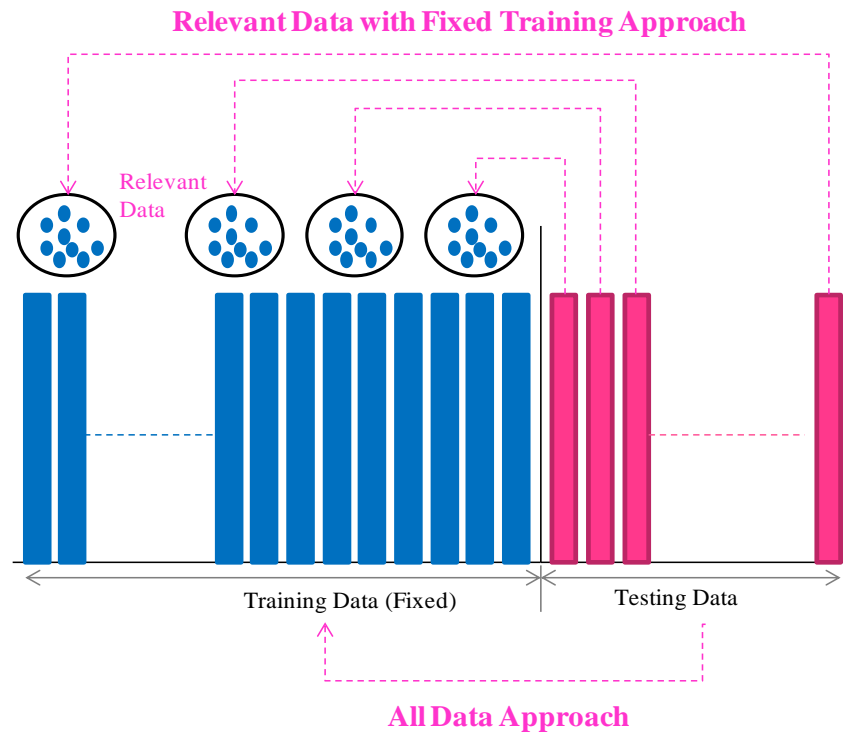 Relevant Data with Fixed Training Approach
Relevant
Data
Training Data (Fixed)
Testing Data
All Data Approach